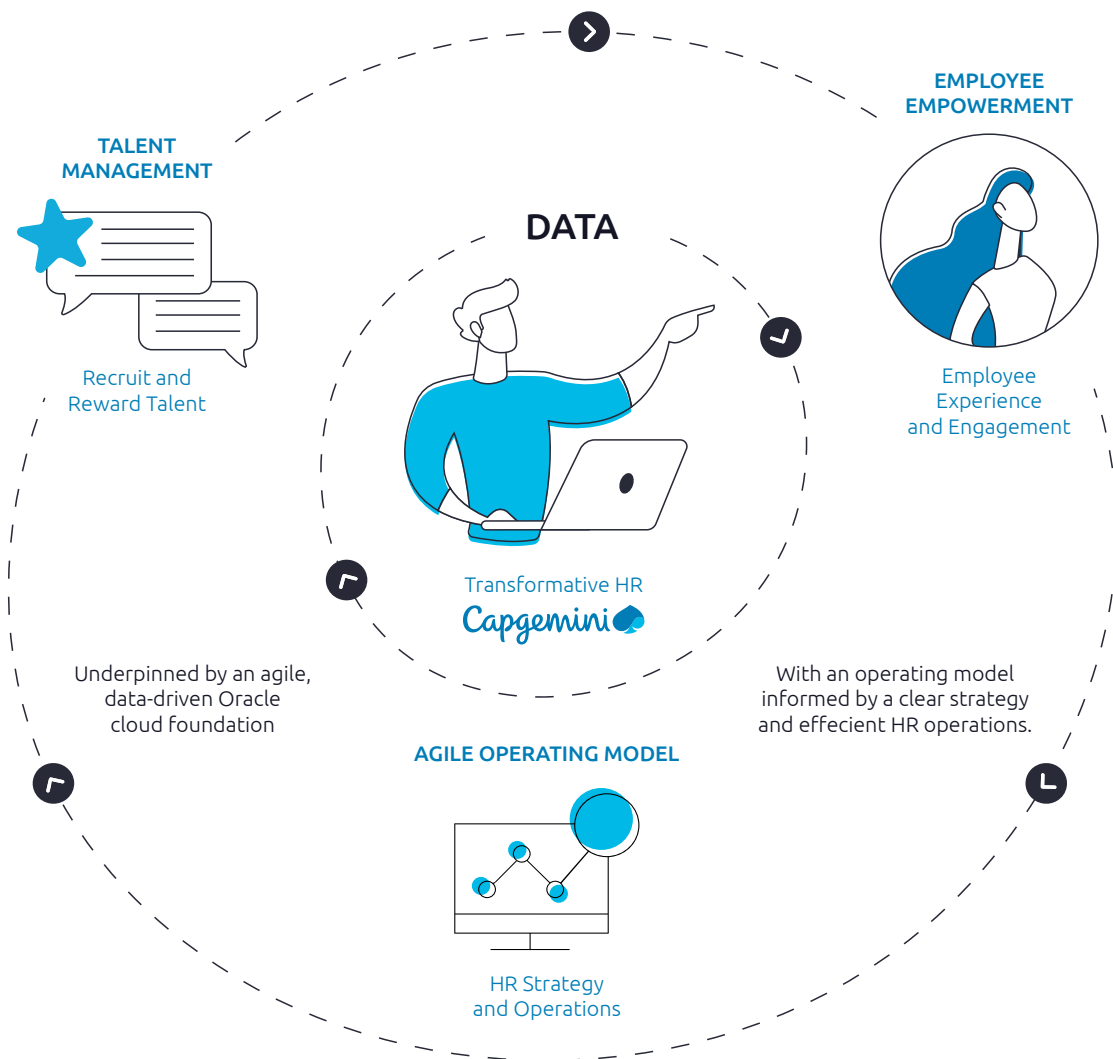 EMPLOYEE
EMPOWERMENT
TALENT
MANAGEMENT
DATA
Recruit and
Reward Talent
Employee
Experience
and Engagement
Transformative HR
Capgemini
Underpinned by an agile,
data-driven Oracle
cloud foundation
With an operating model
informed by a clear strategy
and effecient HR operations.
AGILE OPERATING MODEL
HR Strategy
and Operations